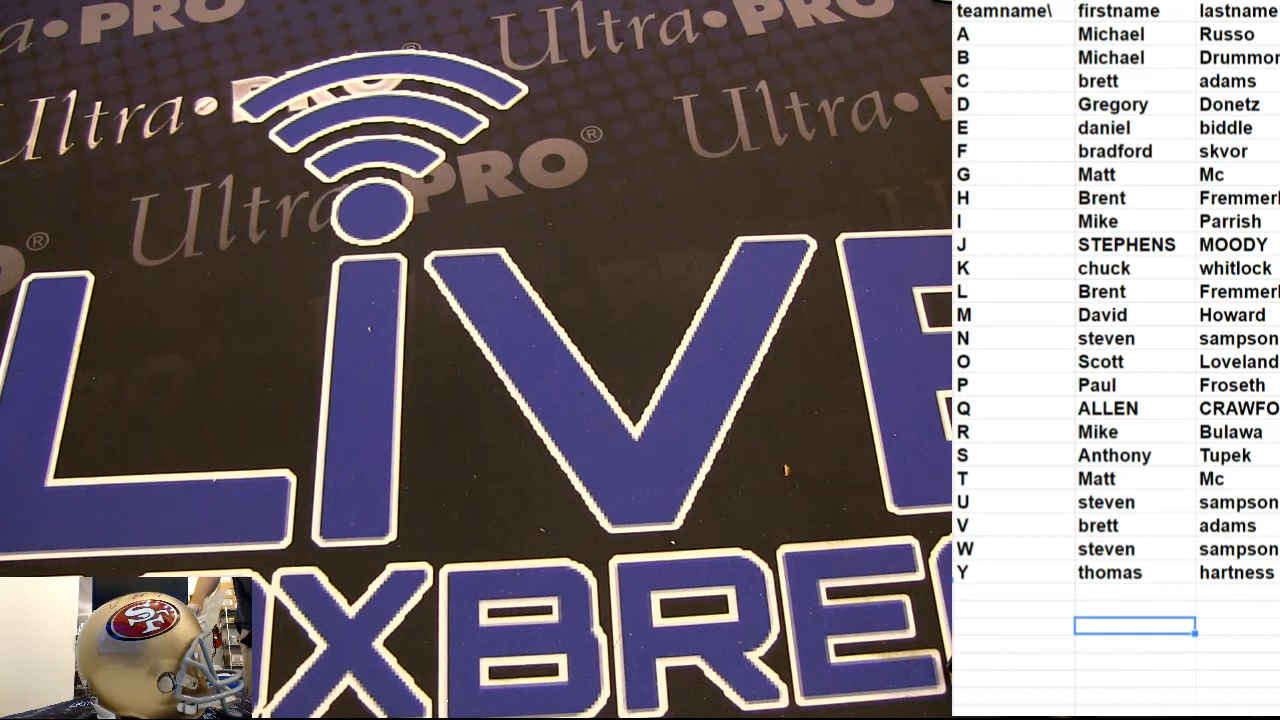 a•PRO
Ultra•PRO
Ultra•PRO®
Ultra•P
Ultra PRO®
®
LiVE
XBRE
SF
teamname\ firstname lastname
A Michael Russo
B Michael Drummon
C brett adams
D Gregory Donetz
E daniel biddle
F bradford skvor
G Matt Mc
H Brent Fremmerl
I Mike Parrish
J STEPHENS MOODY
K chuck whitlock
L Brent Fremmerl
M David Howard
N steven sampson
O Scott Loveland
P Paul Froseth
Q ALLEN CRAWFO
R Mike Bulawa
S Anthony Tupek
T Matt Mc
U steven sampson
V brett adams
W steven sampson
Y thomas hartness